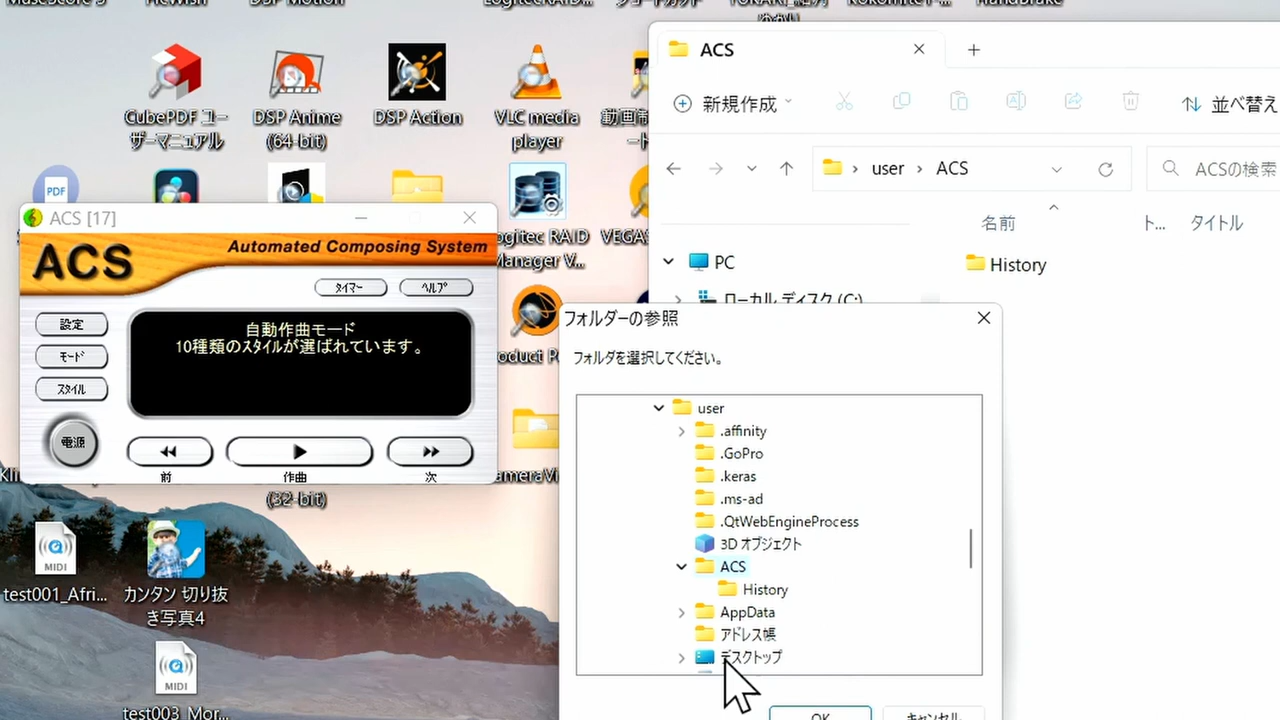 CubePDF ユー
ザーマニュアル
DSP Anime
(64-bit)
DSP Action
VLC media
player
PDF
ACS [17]
ACS
Automated Composing System
ﾀｲﾏｰ
ﾍﾙﾌﾟ
設定
ﾓｰﾄﾞ
ｽﾀｲﾙ
電源
自動作曲モード
10種類のｽﾀｲﾙが選ばれています。
前
作曲
次
(32-bit)
MIDI
test001_Afri...
カンタン 切り抜
き写真4
MIDI
test003_Mor...
ogitec RAID
Manager V...
VEGAS
ACS
新規作成
並べ替え
user
ACS
ACSの検索
名前
ト...
タイトル
PC
ローカル ディスク (C:)
History
フォルダーの参照
フォルダを選択してください。
user
.affinity
.GoPro
.keras
.ms-ad
.QtWebEngineProcess
3D オブジェクト
ACS
History
AppData
アドレス帳
デスクトップ
OK
キャンセル